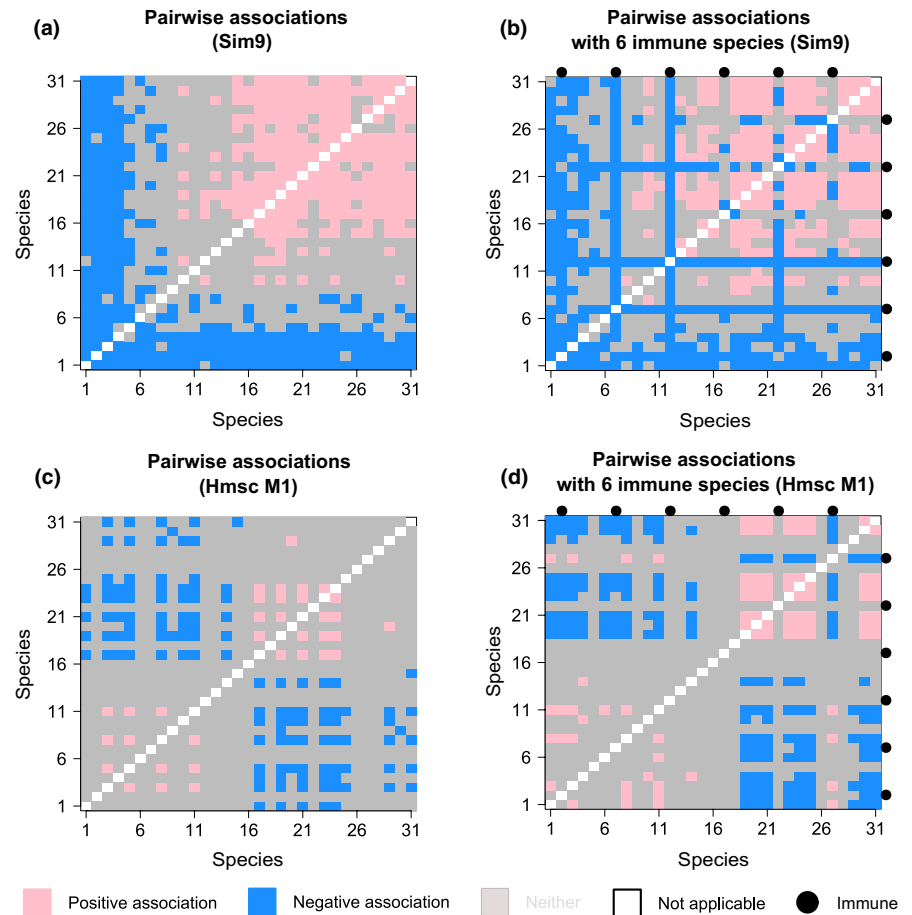 (a)
Pairwise associations
(Sim9)
31
26
21
16
11
6
1
Species
1 6 11 16 21 26 31
Species
(b)
Pairwise associations
with 6 immune species (Sim9)
31
26
21
16
11
6
1
Species
1 6 11 16 21 26 31
Species
(c)
Pairwise associations
(Hmsc M1)
31
26
21
16
11
6
1
Species
1 6 11 16 21 26 31
Species
(d)
Pairwise associations
with 6 immune species (Hmsc M1)
31
26
21
16
11
6
1
Species
1 6 11 16 21 26 31
Species
Positive association Negative association Neither Not applicable Immune